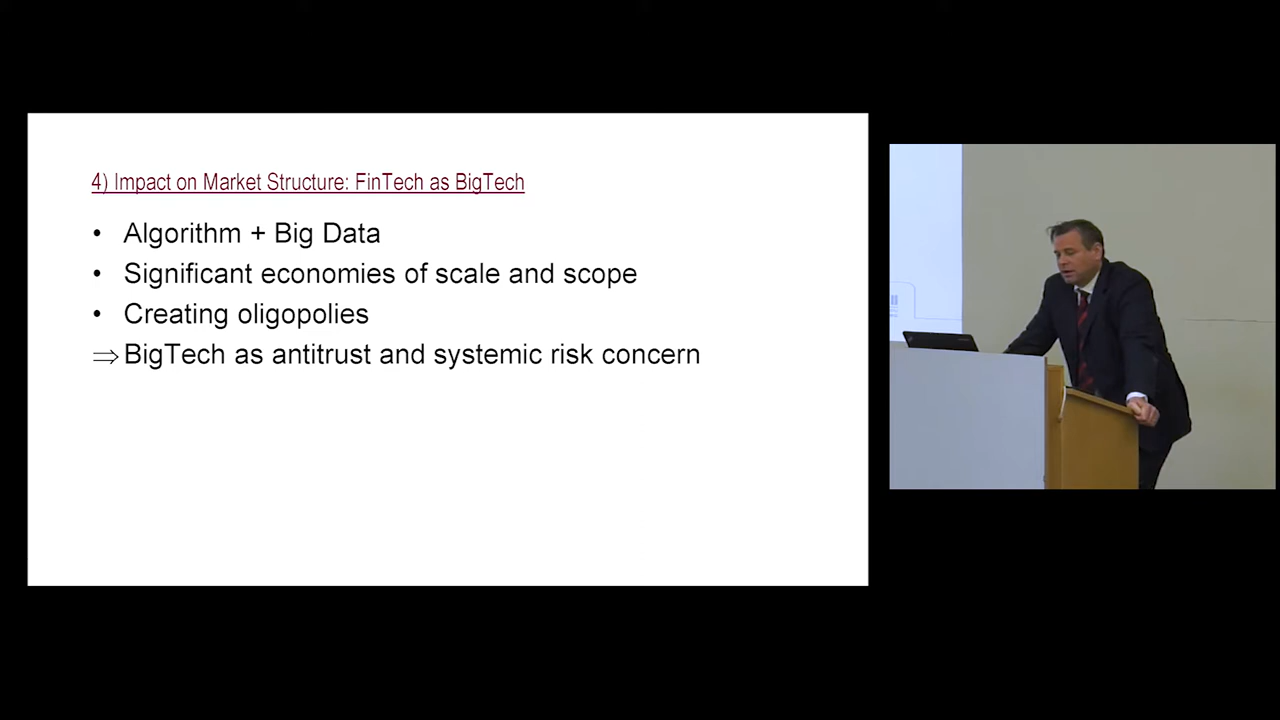 4) Impact on Market Structure: FinTech as BigTech
• Algorithm + Big Data
• Significant economies of scale and scope
• Creating oligopolies
⇒ BigTech as antitrust and systemic risk concern